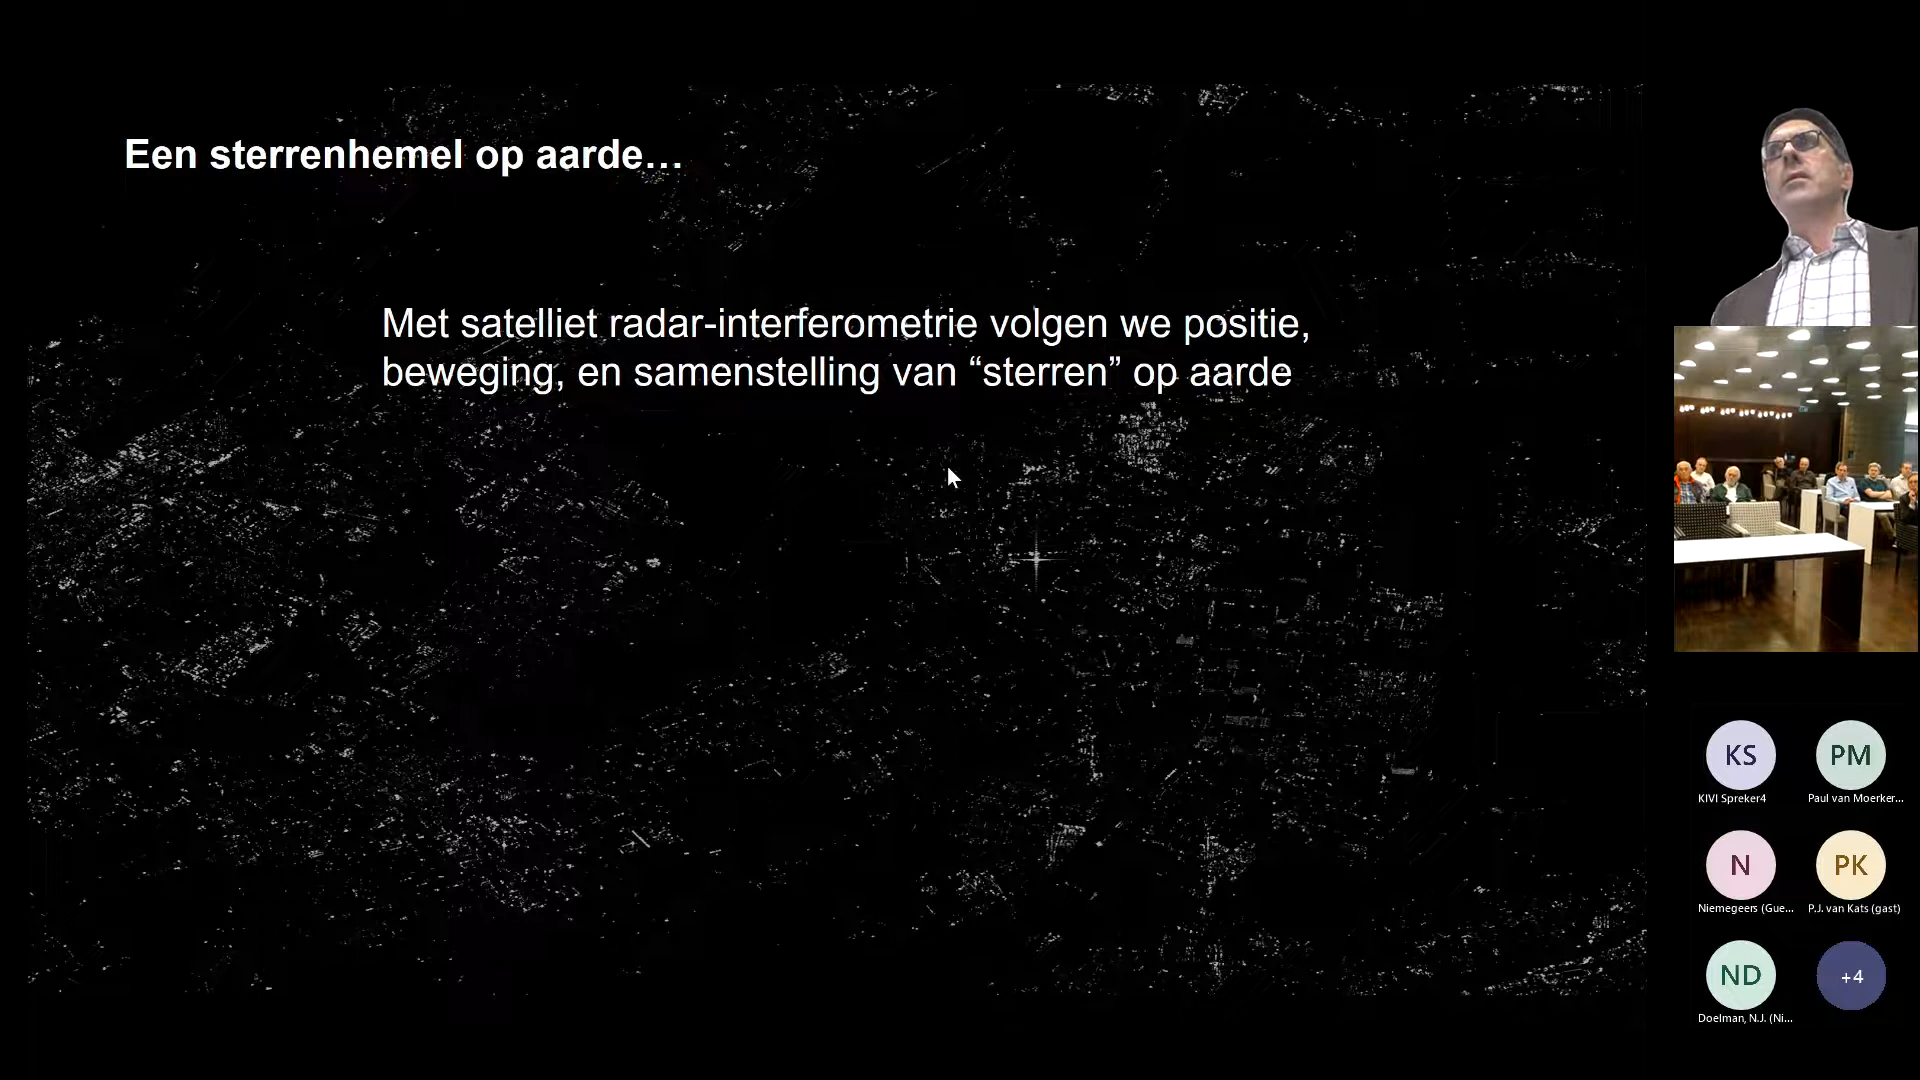 Een sterrenhemel op aarde…
Met satelliet radar-interferometrie volgen we positie,
beweging, en samenstelling van “sterren” op aarde
KS
PM
KIVI Spreker4
Paul van Moerker...
N
PK
Niemegeers (Gue...
P.J. van Kats (gast)
ND
+4
Doelman, N.J. (Ni...